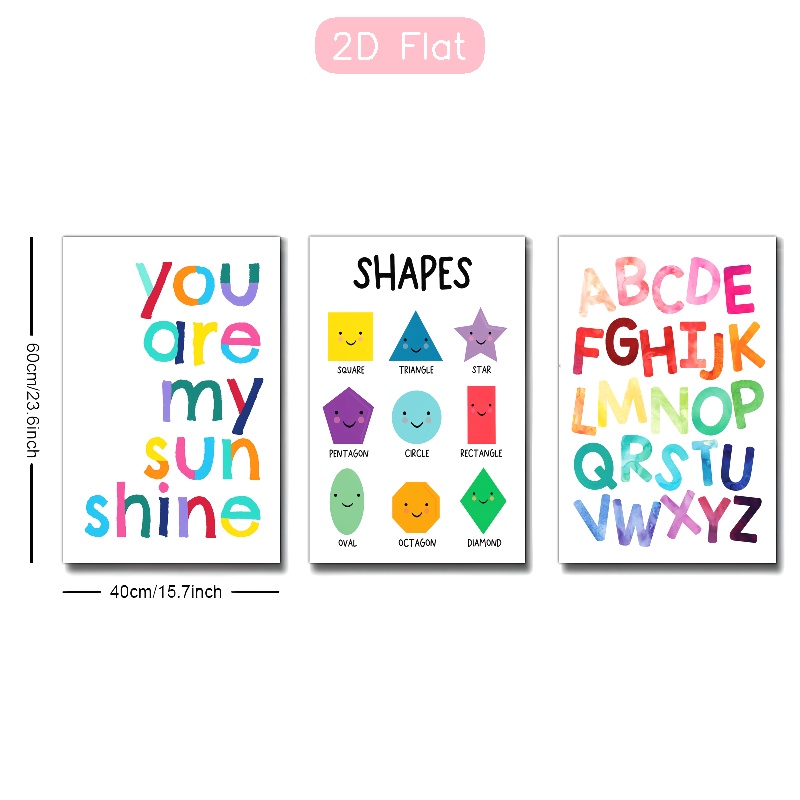 2D Flat
60cm/23.6inch
40cm/15.7inch
you
are
my
sun
shine
SHAPES
SQUARE TRIANGLE STAR
PENTAGON CIRCLE RECTANGLE
OVAL OCTAGON DIAMOND
ABCDE
FGHIJK
LMNOP
QRSTU
VWXYZ